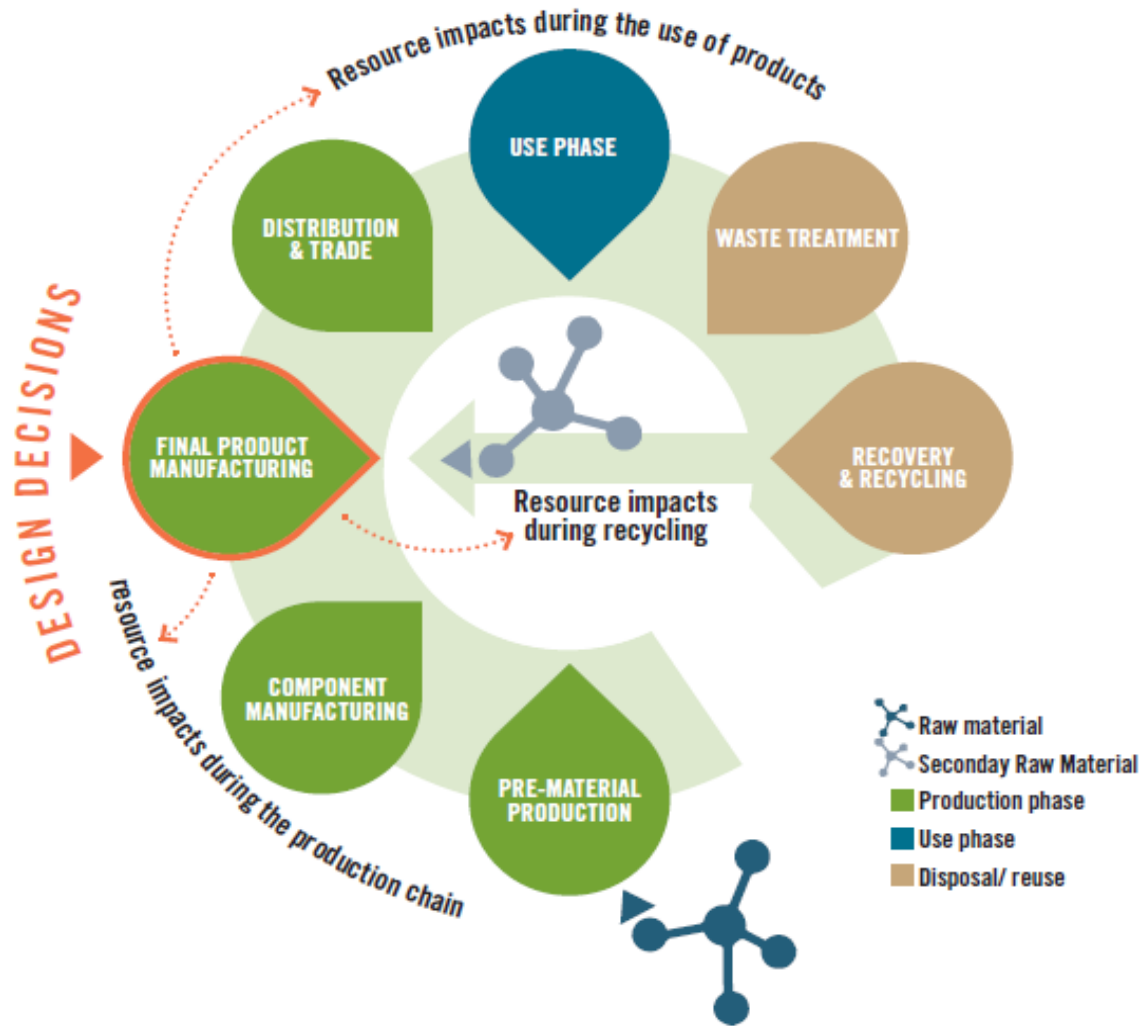 Resource impacts during the use of products
USE PHASE
DISTRIBUTION
& TRADE
WASTE TREATMENT
DESIGN DECISIONS
FINAL PRODUCT
MANUFACTURING
RECOVERY
& RECYCLING
Resource impacts
during recycling
resource impacts during the production chain
COMPONENT
MANUFACTURING
PRE-MATERIAL
PRODUCTION
Raw material
Seconday Raw Material
Production phase
Use phase
Disposal/ reuse